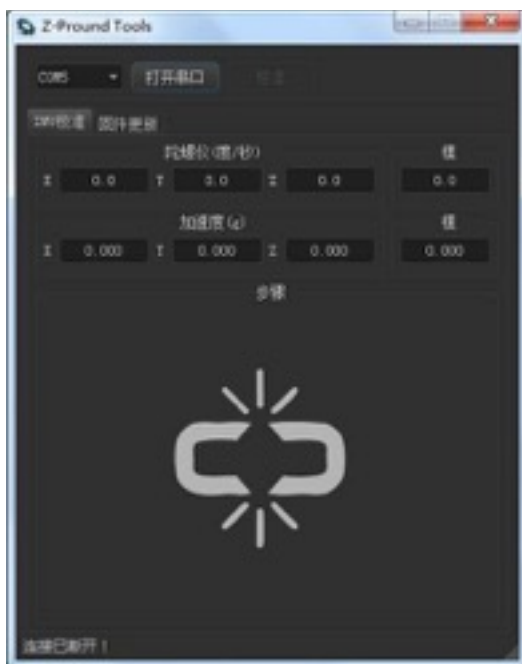 Z-Pround Tools
COM5 打开串口 校准
IMU校准 固件更新
陀螺仪(度/秒) 值
X 0.0 Y 0.0 Z 0.0 0.0
加速度(g) 值
X 0.000 Y 0.000 Z 0.000 0.000
步骤
连接已断开！